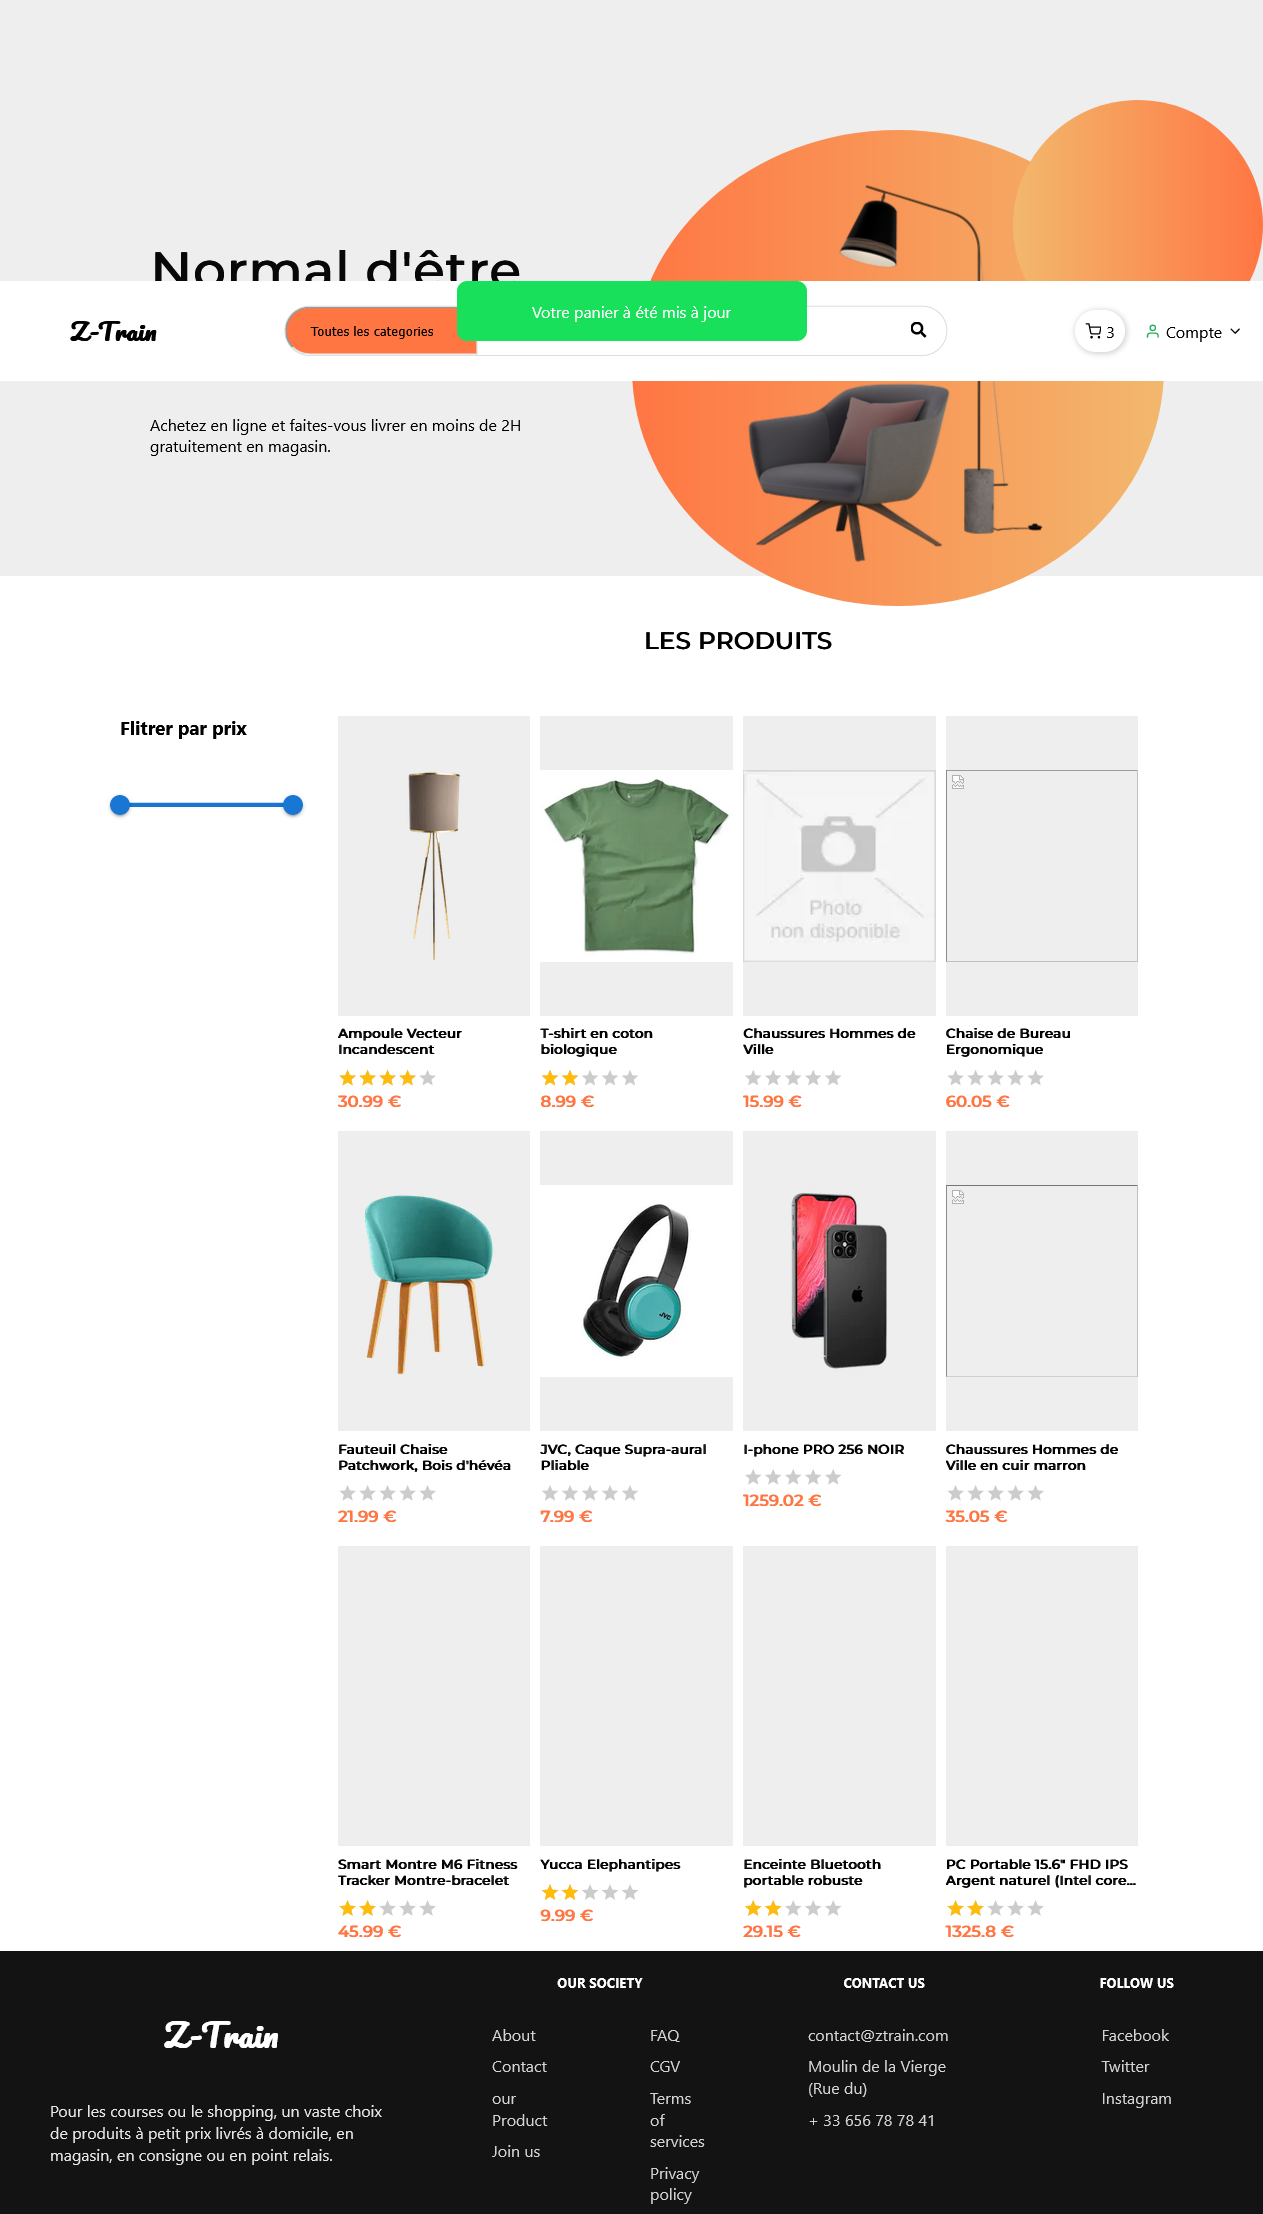 Normal d'être
Z-Train
Toutes les categories
Votre panier à été mis à jour
3
Compte
Achetez en ligne et faites-vous livrer en moins de 2H
gratuitement en magasin.
LES PRODUITS
Flitrer par prix
Photo
non disponible
Ampoule Vecteur
Incandescent
30.99 €
T-shirt en coton
biologique
8.99 €
Chaussures Hommes de
Ville
15.99 €
Chaise de Bureau
Ergonomique
60.05 €
JVC
Fauteuil Chaise
Patchwork, Bois d'hévéa
21.99 €
JVC, Caque Supra-aural
Pliable
7.99 €
I-phone PRO 256 NOIR
1259.02 €
Chaussures Hommes de
Ville en cuir marron
35.05 €
Smart Montre M6 Fitness
Tracker Montre-bracelet
45.99 €
Yucca Elephantipes
9.99 €
Enceinte Bluetooth
portable robuste
29.15 €
PC Portable 15.6" FHD IPS
Argent naturel (Intel core...
1325.8 €
Z-Train
Pour les courses ou le shopping, un vaste choix
de produits à petit prix livrés à domicile, en
magasin, en consigne ou en point relais.
OUR SOCIETY
About
Contact
our
Product
Join us
FAQ
CGV
Terms
of
services
Privacy
policy
CONTACT US
contact@ztrain.com
Moulin de la Vierge
(Rue du)
+ 33 656 78 78 41
FOLLOW US
Facebook
Twitter
Instagram